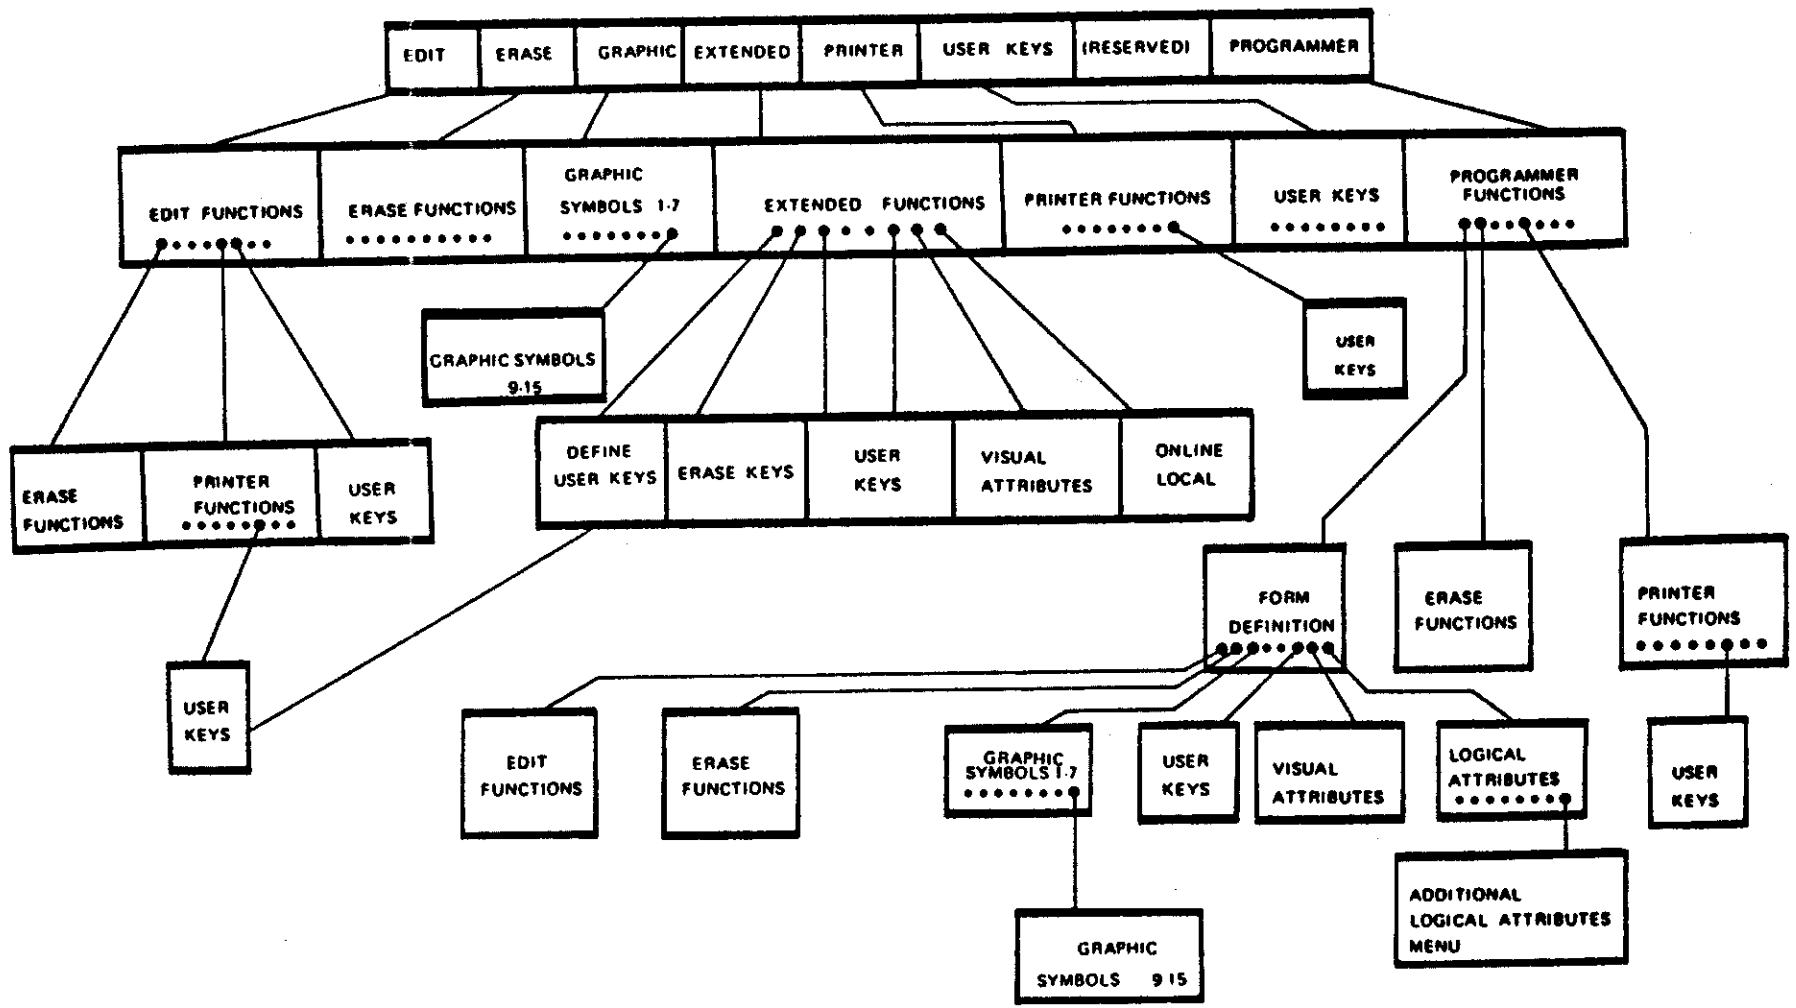 EDIT ERASE GRAPHIC EXTENDED PRINTER USER KEYS (RESERVED) PROGRAMMER
EDIT FUNCTIONS
ERASE FUNCTIONS
GRAPHIC
SYMBOLS 1-7
EXTENDED FUNCTIONS
PRINTER FUNCTIONS
USER KEYS
PROGRAMMER
FUNCTIONS
GRAPHIC SYMBOLS
9-15
USER
KEYS
ERASE
FUNCTIONS
PRINTER
FUNCTIONS
USER
KEYS
DEFINE
USER KEYS
ERASE KEYS
USER
KEYS
VISUAL
ATTRIBUTES
ONLINE
LOCAL
FORM
DEFINITION
ERASE
FUNCTIONS
PRINTER
FUNCTIONS
USER
KEYS
EDIT
FUNCTIONS
ERASE
FUNCTIONS
GRAPHIC
SYMBOLS 1-7
USER
KEYS
VISUAL
ATTRIBUTES
LOGICAL
ATTRIBUTES
USER
KEYS
GRAPHIC
SYMBOLS 9-15
ADDITIONAL
LOGICAL ATTRIBUTES
MENU